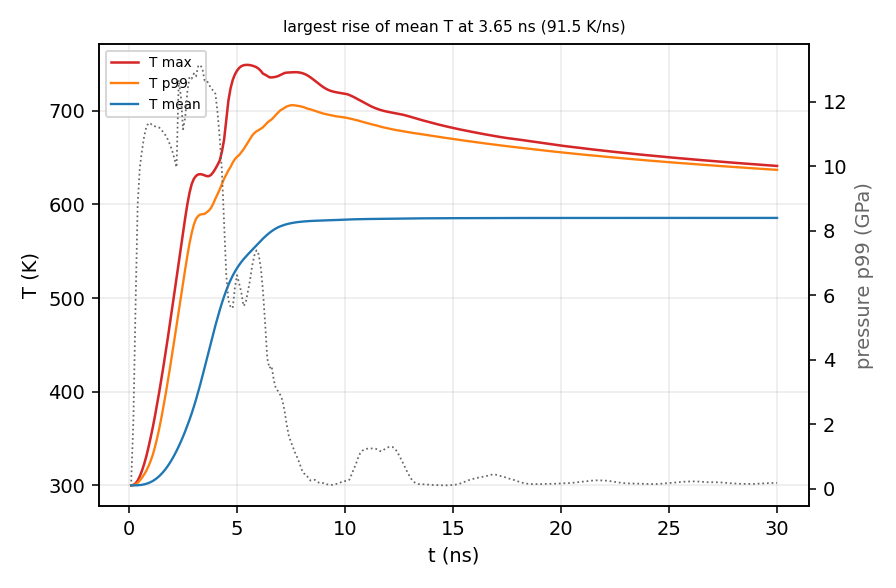 largest rise of mean T at 3.65 ns (91.5 K/ns)
T max
T p99
T mean
700
600
500
400
300
T (K)
12
10
8
6
4
2
0
pressure p99 (GPa)
0 5 10 15 20 25 30
t (ns)